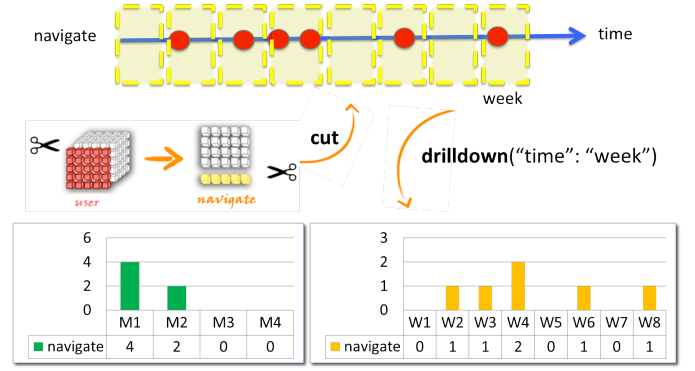 navigate
time
week
cut
drilldown(“time”: “week”)
user
navigate
6
4
2
0
M1 M2 M3 M4
navigate 4 2 0 0
3
2
1
0
W1 W2 W3 W4 W5 W6 W7 W8
navigate 0 1 1 2 0 1 0 1